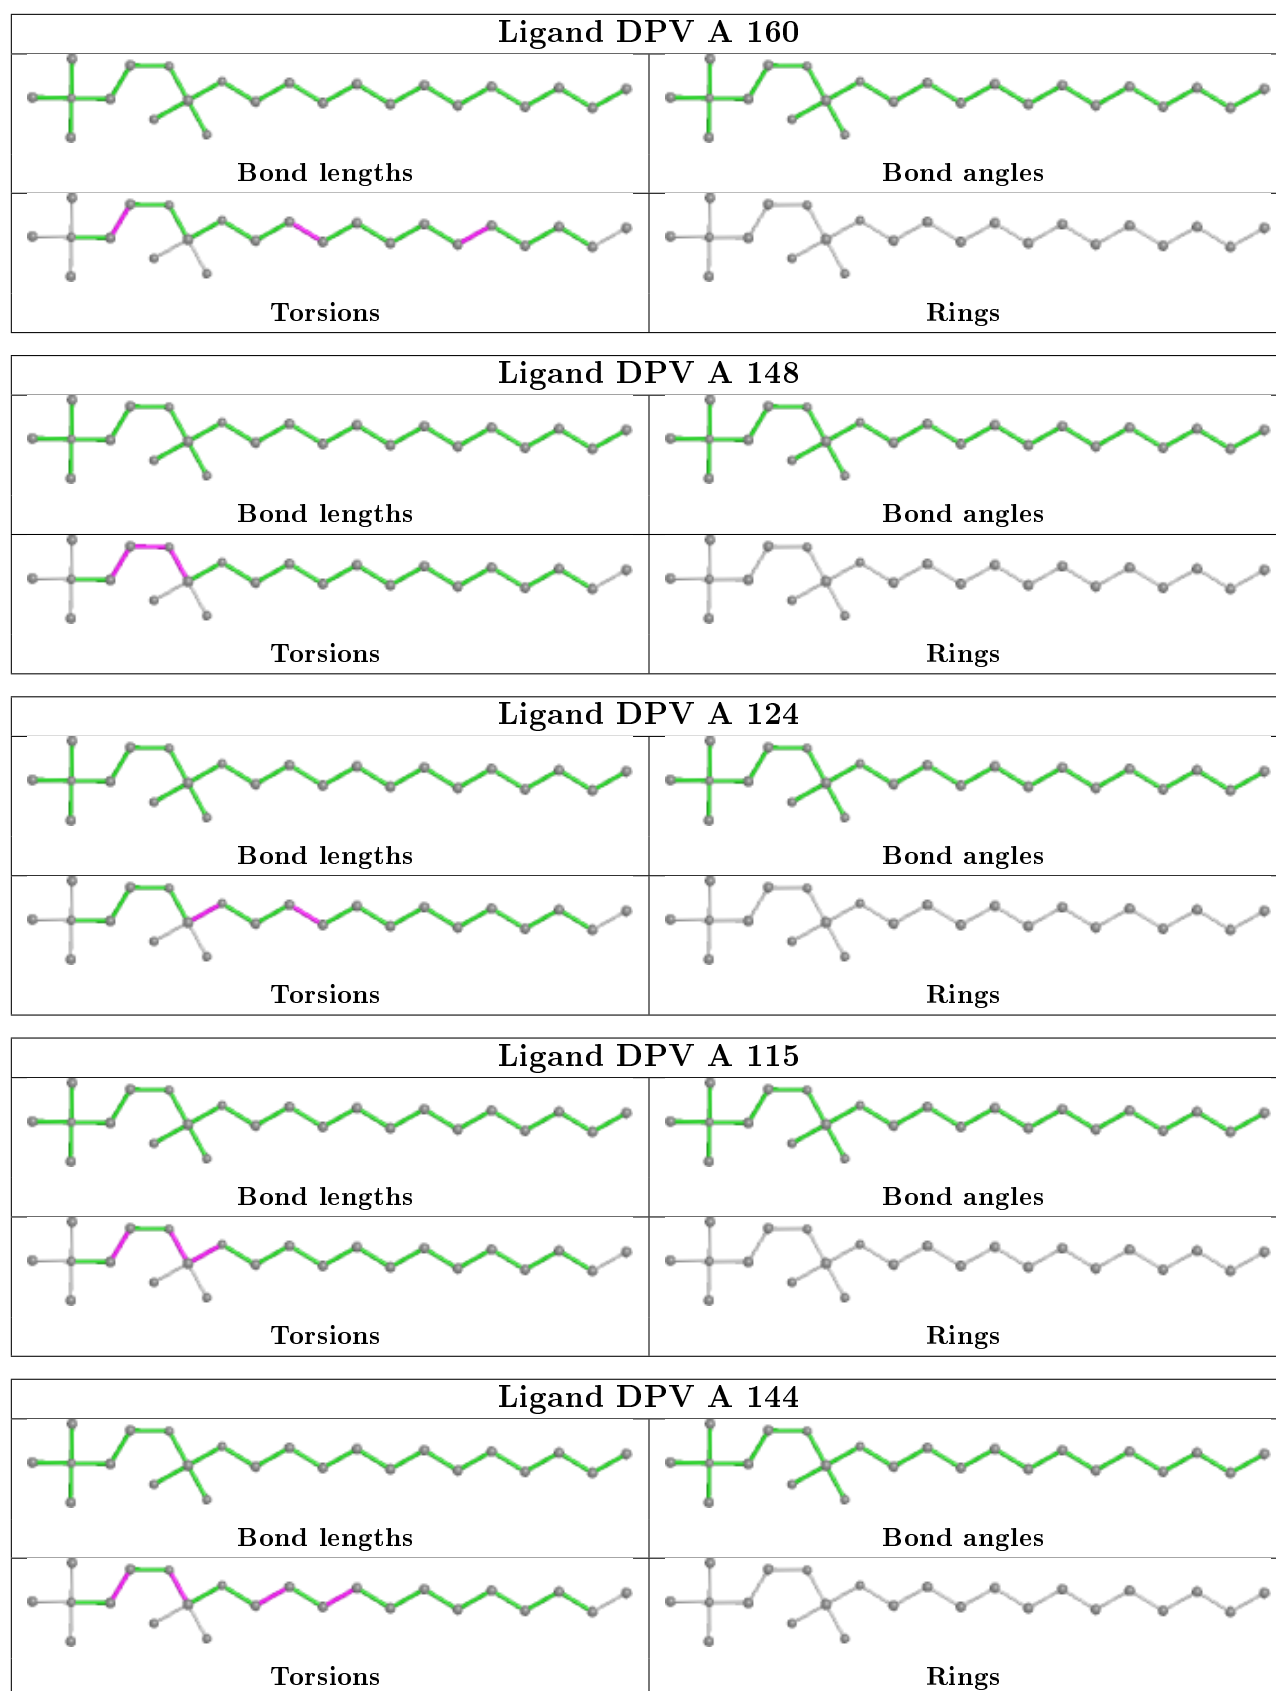 Ligand DPV A 160
Bond lengths
Bond angles
Torsions
Rings
Ligand DPV A 148
Bond lengths
Bond angles
Torsions
Rings
Ligand DPV A 124
Bond lengths
Bond angles
Torsions
Rings
Ligand DPV A 115
Bond lengths
Bond angles
Torsions
Rings
Ligand DPV A 144
Bond lengths
Bond angles
Torsions
Rings